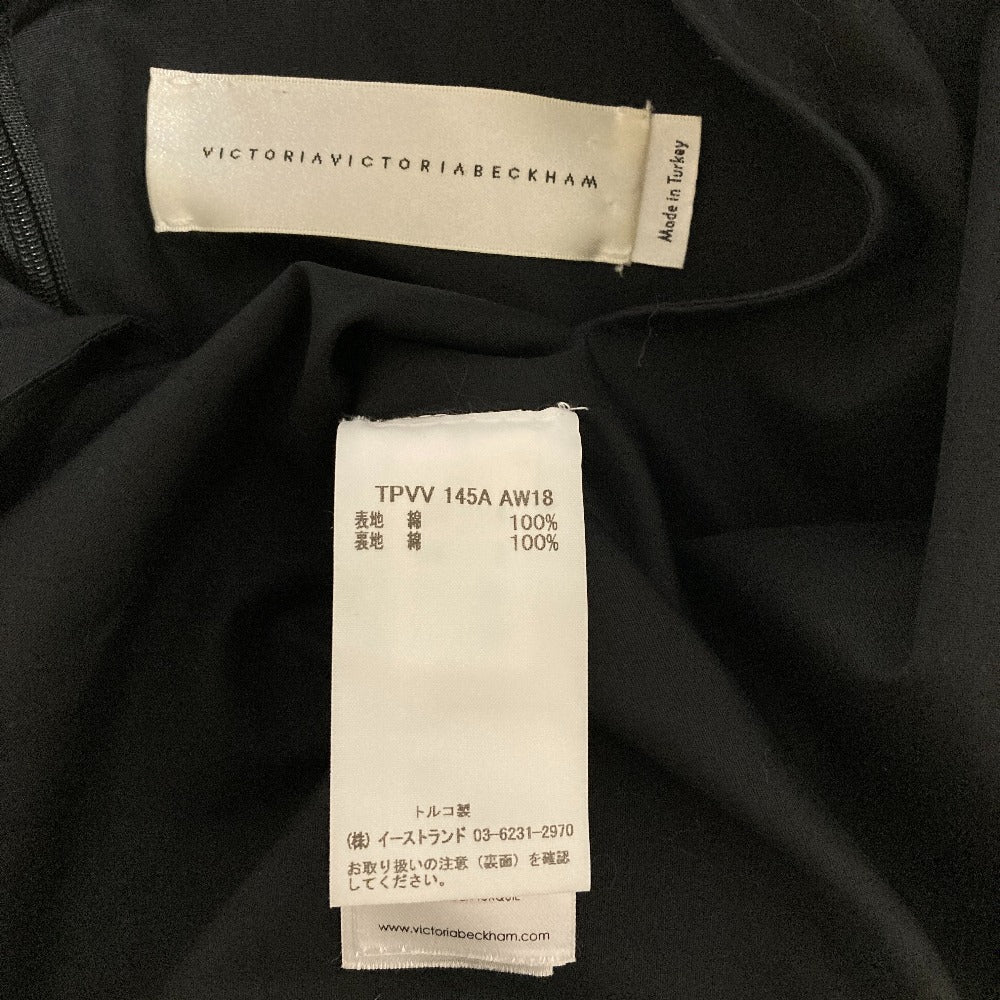 VICTORIAVICTORIABECKHAM
Made in Turkey
TPVV 145A AW18
表地 綿 100%
裏地 綿 100%
トルコ製
(株) イーストランド 03-6231-2970
お取り扱いの注意（裏面）を確認
してください。
www.victoriabeckham.com